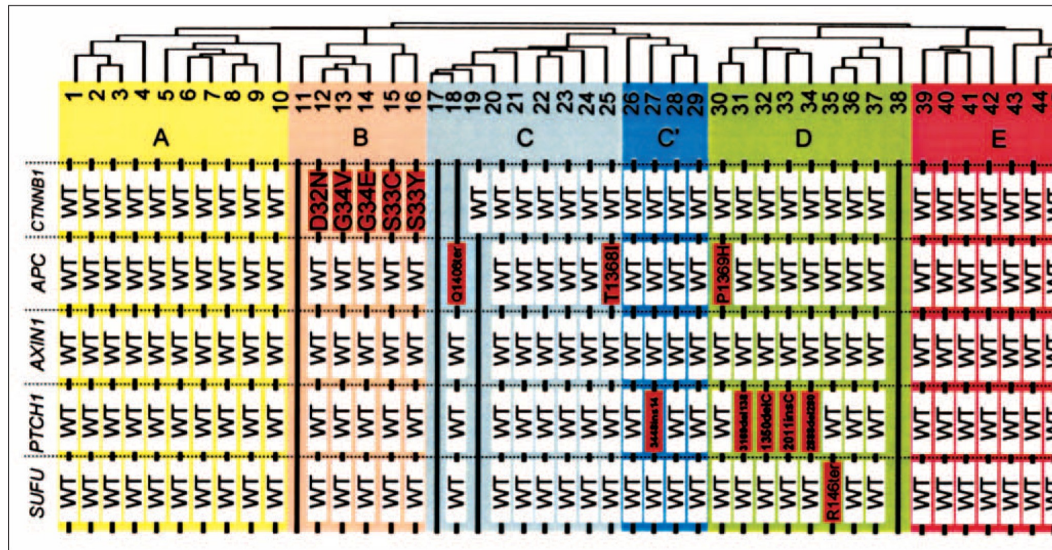 1 2 3 4 5 6 7 8 9 10 11 12 13 14 15 16 17 18 19 20 21 22 23 24 25 26 27 28 29 30 31 32 33 34 35 36 37 38 39 40 41 42 43 44
A B C C' D E
CTNNB1 WT WT WT WT WT WT WT WT WT WT D32N G34V G34E S33C S33Y WT WT WT WT WT WT WT WT WT WT WT WT WT WT WT WT WT WT WT WT WT WT WT WT WT WT
APC WT WT WT WT WT WT WT WT WT WT WT WT WT WT WT Q1406ter WT WT WT WT WT T1368I WT WT WT WT P1369H WT WT WT WT WT WT WT WT WT WT WT WT WT WT
AXIN1 WT WT WT WT WT WT WT WT WT WT WT WT WT WT WT WT WT WT WT WT WT WT WT WT WT WT WT WT WT WT WT WT WT WT WT WT WT WT WT WT WT
PTCH1 WT WT WT WT WT WT WT WT WT WT WT WT WT WT WT WT WT WT WT WT WT WT WT WT WT WT 1350delC 2011insC WT WT WT WT WT WT WT WT WT WT
SUFU WT WT WT WT WT WT WT WT WT WT WT WT WT WT WT WT WT WT WT WT WT WT WT WT WT WT WT WT WT WT WT R146ter WT WT WT WT WT WT WT WT WT